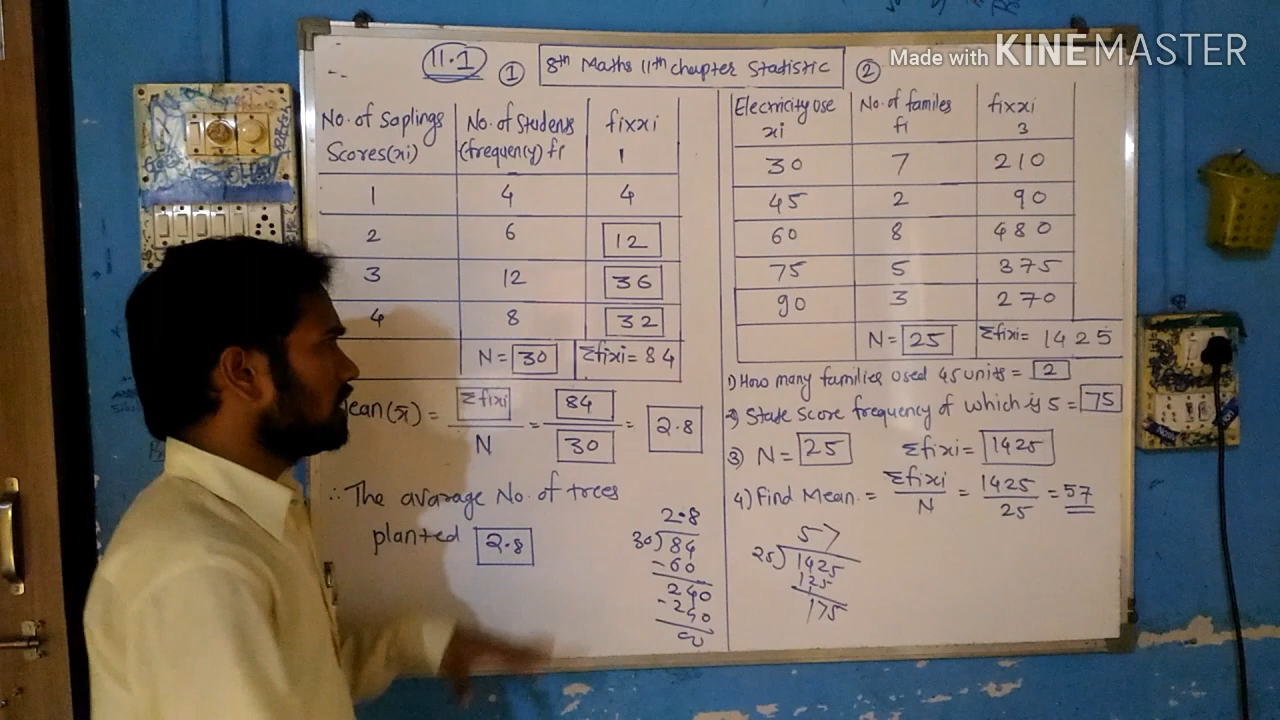 Made with KINEMASTER
11.1
① 8th Maths 11th chapter Statistic ②
No. of Saplings Scores(xi) | No. of Students (frequency) fi | fixxi 1
1 | 4 | 4
2 | 6 | 12
3 | 12 | 36
4 | 8 | 32
N = 30 | Σfixi = 84
Mean(x̄) = Σfixi / N = 84 / 30 = 2.8
∴ The avarage No. of trees
planted 2.8
2.8
30)84
-60
240
-240
00
Elecricity use xi | No. of familes fi | fixxi 3
30 | 7 | 210
45 | 2 | 90
60 | 8 | 480
75 | 5 | 375
90 | 3 | 270
N = 25 | Σfixi = 1425
1) How many families used 45 units = 2
2) State score frequency of which is 5 = 75
③ N = 25 Σfixi = 1425
4) Find Mean. = Σfixi / N = 1425 / 25 = 57
57
25)1425
125
175